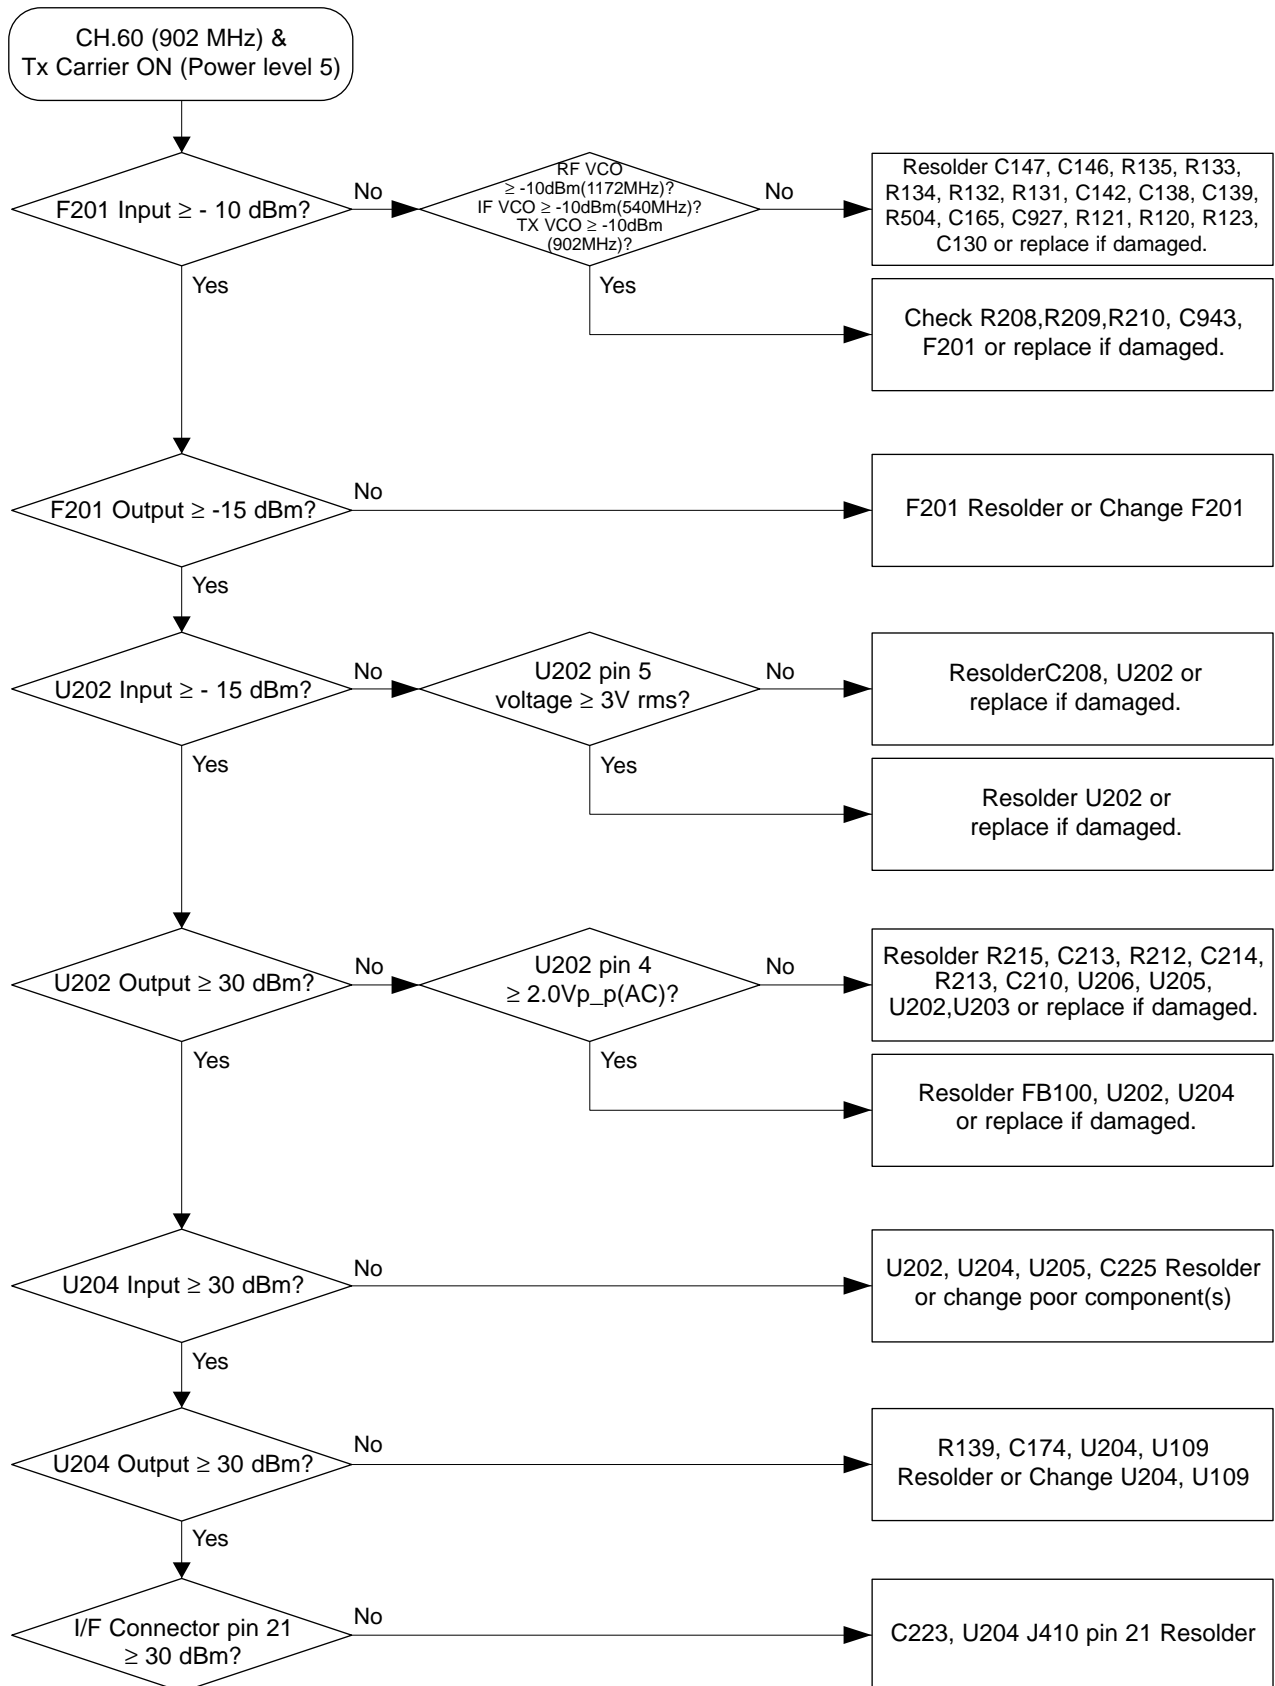 CH.60 (902 MHz) &
Tx Carrier ON (Power level 5)
F201 Input ≥ - 10 dBm?
No
RF VCO
≥ -10dBm(1172MHz)?
IF VCO ≥ -10dBm(540MHz)?
TX VCO ≥ -10dBm
(902MHz)?
No
Resolder C147, C146, R135, R133,
R134, R132, R131, C142, C138, C139,
R504, C165, C927, R121, R120, R123,
C130 or replace if damaged.
Yes
Yes
Check R208,R209,R210, C943,
F201 or replace if damaged.
F201 Output ≥ -15 dBm?
No
F201 Resolder or Change F201
Yes
U202 Input ≥ - 15 dBm?
No
U202 pin 5
voltage ≥ 3V rms?
No
ResolderC208, U202 or
replace if damaged.
Yes
Yes
Resolder U202 or
replace if damaged.
U202 Output ≥ 30 dBm?
No
U202 pin 4
≥ 2.0Vp_p(AC)?
No
Resolder R215, C213, R212, C214,
R213, C210, U206, U205,
U202,U203 or replace if damaged.
Yes
Yes
Resolder FB100, U202, U204
or replace if damaged.
U204 Input ≥ 30 dBm?
No
U202, U204, U205, C225 Resolder
or change poor component(s)
Yes
U204 Output ≥ 30 dBm?
No
R139, C174, U204, U109
Resolder or Change U204, U109
Yes
I/F Connector pin 21
≥ 30 dBm?
No
C223, U204 J410 pin 21 Resolder